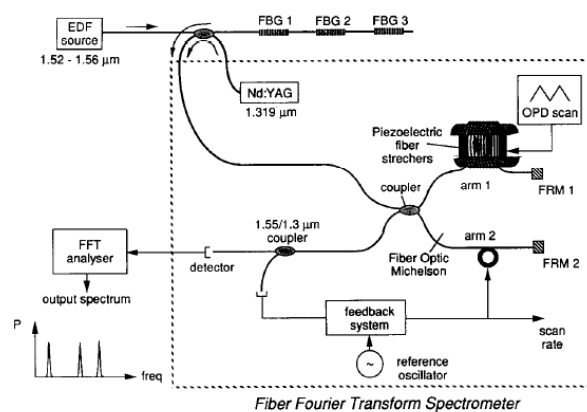 EDF
source
1.52 - 1.56 μm
FBG 1
FBG 2
FBG 3
Nd:YAG
1.319 μm
OPD scan
Piezoelectric
fiber
strechers
coupler
arm 1
FRM 1
1.55/1.3 μm
coupler
arm 2
FFT
analyser
detector
Fiber Optic
Michelson
FRM 2
output spectrum
feedback
system
scan
rate
P
freq
~
reference
oscillator
Fiber Fourier Transform Spectrometer